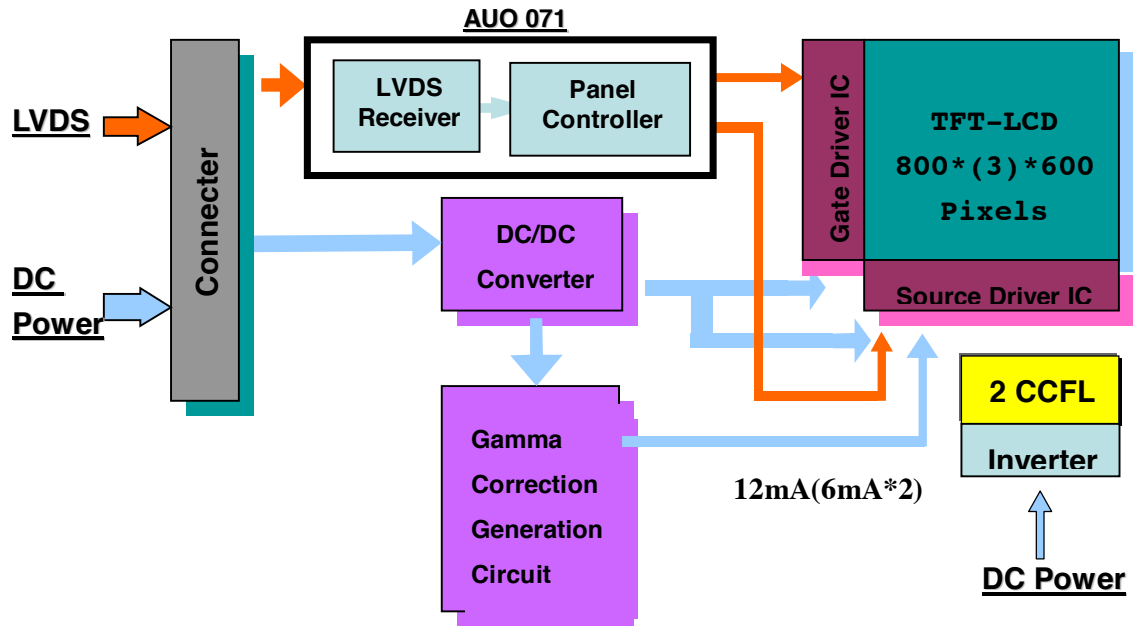 AUO 071
LVDS
DC
Power
Connecter
LVDS
Receiver
Panel
Controller
DC/DC
Converter
Gamma
Correction
Generation
Circuit
Gate Driver IC
TFT-LCD
800*(3)*600
Pixels
Source Driver IC
2 CCFL
Inverter
12mA(6mA*2)
DC Power